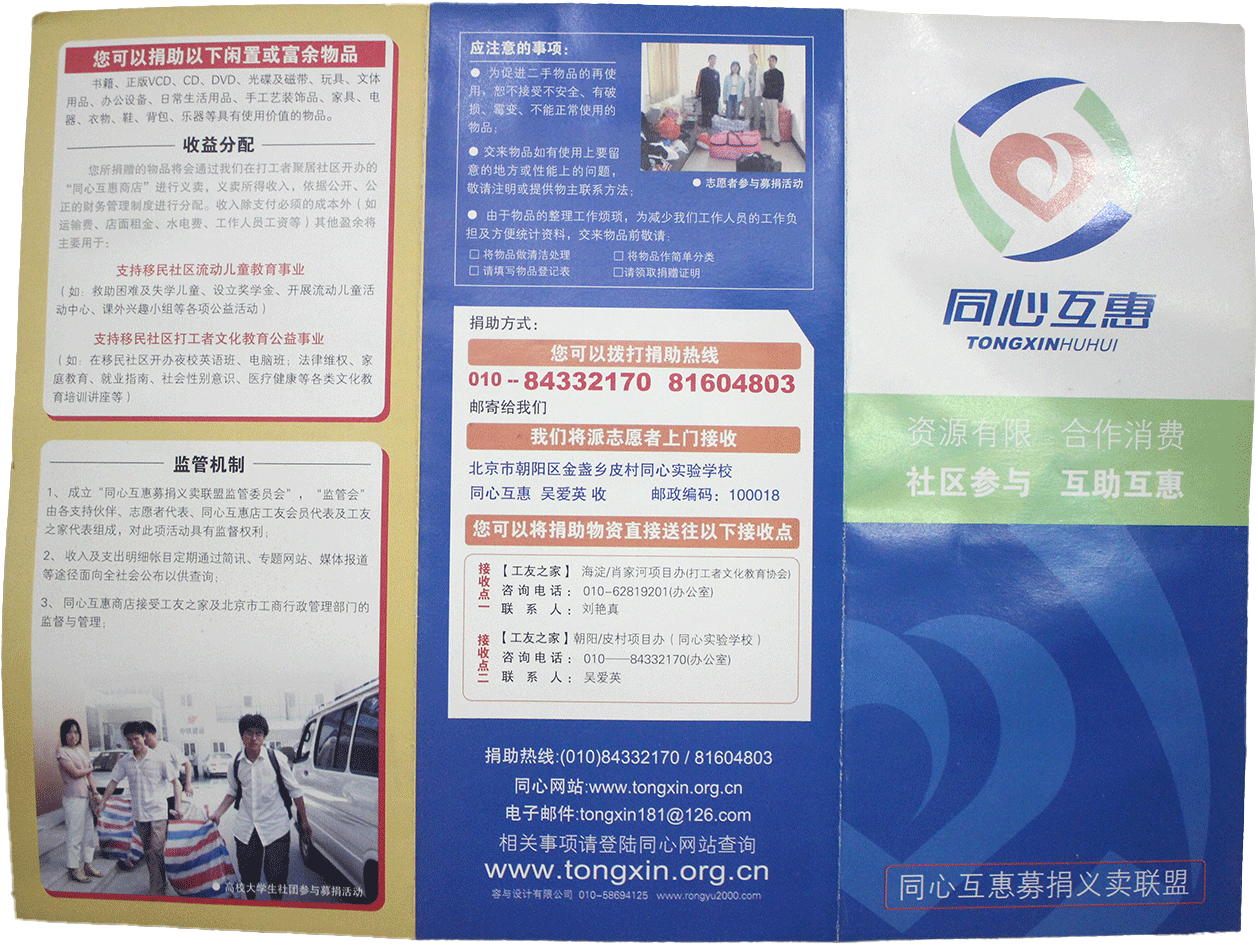 您可以捐助以下闲置或富余物品
书籍、正版VCD、CD、DVD、光碟及磁带、玩具、文体
用品、办公设备、日常生活用品、手工艺装饰品、家具、电
器、衣物、鞋、背包、乐器等具有使用价值的物品。
收益分配
您所捐赠的物品将会通过我们在打工者聚居社区开办的
“同心互惠商店”进行义卖，义卖所得收入，依据公开、公
正的财务管理制度进行分配。收入除支付必须的成本外（如
运输费、店面租金、水电费、工作人员工资等）其他盈余将
主要用于：
支持移民社区流动儿童教育事业
（如：救助困难及失学儿童、设立奖学金、开展流动儿童活
动中心、课外兴趣小组等各项公益活动）
支持移民社区打工者文化教育公益事业
（如：在移民社区开办夜校英语班、电脑班；法律维权、家
庭教育、就业指南、社会性别意识、医疗健康等各类文化教
育培训讲座等）
监管机制
1、 成立“同心互惠募捐义卖联盟监管委员会”，“监管会”
由各支持伙伴、志愿者代表、同心互惠店工友会员代表及工友
之家代表组成，对此项活动具有监督权利；
2、 收入及支出明细帐目定期通过简讯、专题网站、媒体报道
等途径面向全社会公布以供查询；
3、 同心互惠商店接受工友之家及北京市工商行政管理部门的
监督与管理；
● 高校大学生社团参与募捐活动
应注意的事项：
● 为促进二手物品的再使
用，恕不接受不安全、有破
损、霉变、不能正常使用的
物品；
● 交来物品如有使用上要留
意的地方或性能上的问题，
敬请注明或提供物主联系方法；
● 志愿者参与募捐活动
● 由于物品的整理工作烦琐，为减少我们工作人员的工作负
担及方便统计资料，交来物品前敬请：
□ 将物品做清洁处理 □ 将物品作简单分类
□ 请填写物品登记表 □请领取捐赠证明
捐助方式：
您可以拨打捐助热线
010 -- 84332170 81604803
邮寄给我们
我们将派志愿者上门接收
北京市朝阳区金盏乡皮村同心实验学校
同心互惠 吴爱英 收 邮政编码：100018
您可以将捐助物资直接送往以下接收点
接收点一
【工友之家】 海淀/肖家河项目办(打工者文化教育协会)
咨询电话： 010-62819201(办公室)
联 系 人： 刘艳真
接收点二
【工友之家】朝阳/皮村项目办（同心实验学校）
咨询电话： 010——84332170(办公室)
联 系 人： 吴爱英
捐助热线:(010)84332170 / 81604803
同心网站:www.tongxin.org.cn
电子邮件:tongxin181@126.com
相关事项请登陆同心网站查询
www.tongxin.org.cn
容与设计有限公司 010-58694125 www.rongyu2000.com
同心互惠
TONGXINHUHUI
资源有限 合作消费
社区参与 互助互惠
同心互惠募捐义卖联盟